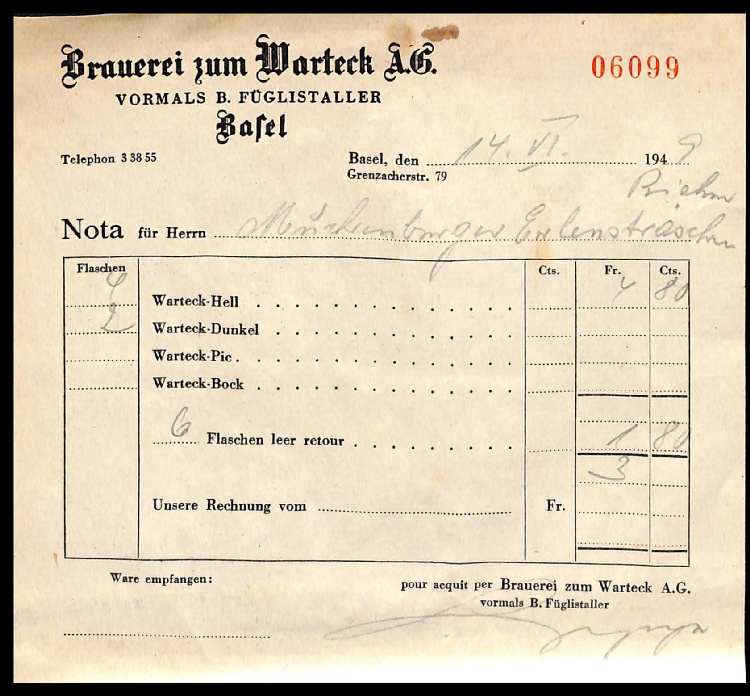 Brauerei zum Warteck A.G.
06099
VORMALS B. FÜGLISTALLER
Basel
Telephon 3 38 55
Basel, den 14. VI. 1949
Grenzacherstr. 79
Riehen
Nota für Herrn
Flaschen Cts. Fr. Cts.
4 Warteck-Hell 4 80
2 Warteck-Dunkel
Warteck-Pic
Warteck-Bock
6 Flaschen leer retour 1 80
3
Unsere Rechnung vom Fr.
Ware empfangen:
pour acquit per Brauerei zum Warteck A.G.
vormals B. Füglistaller